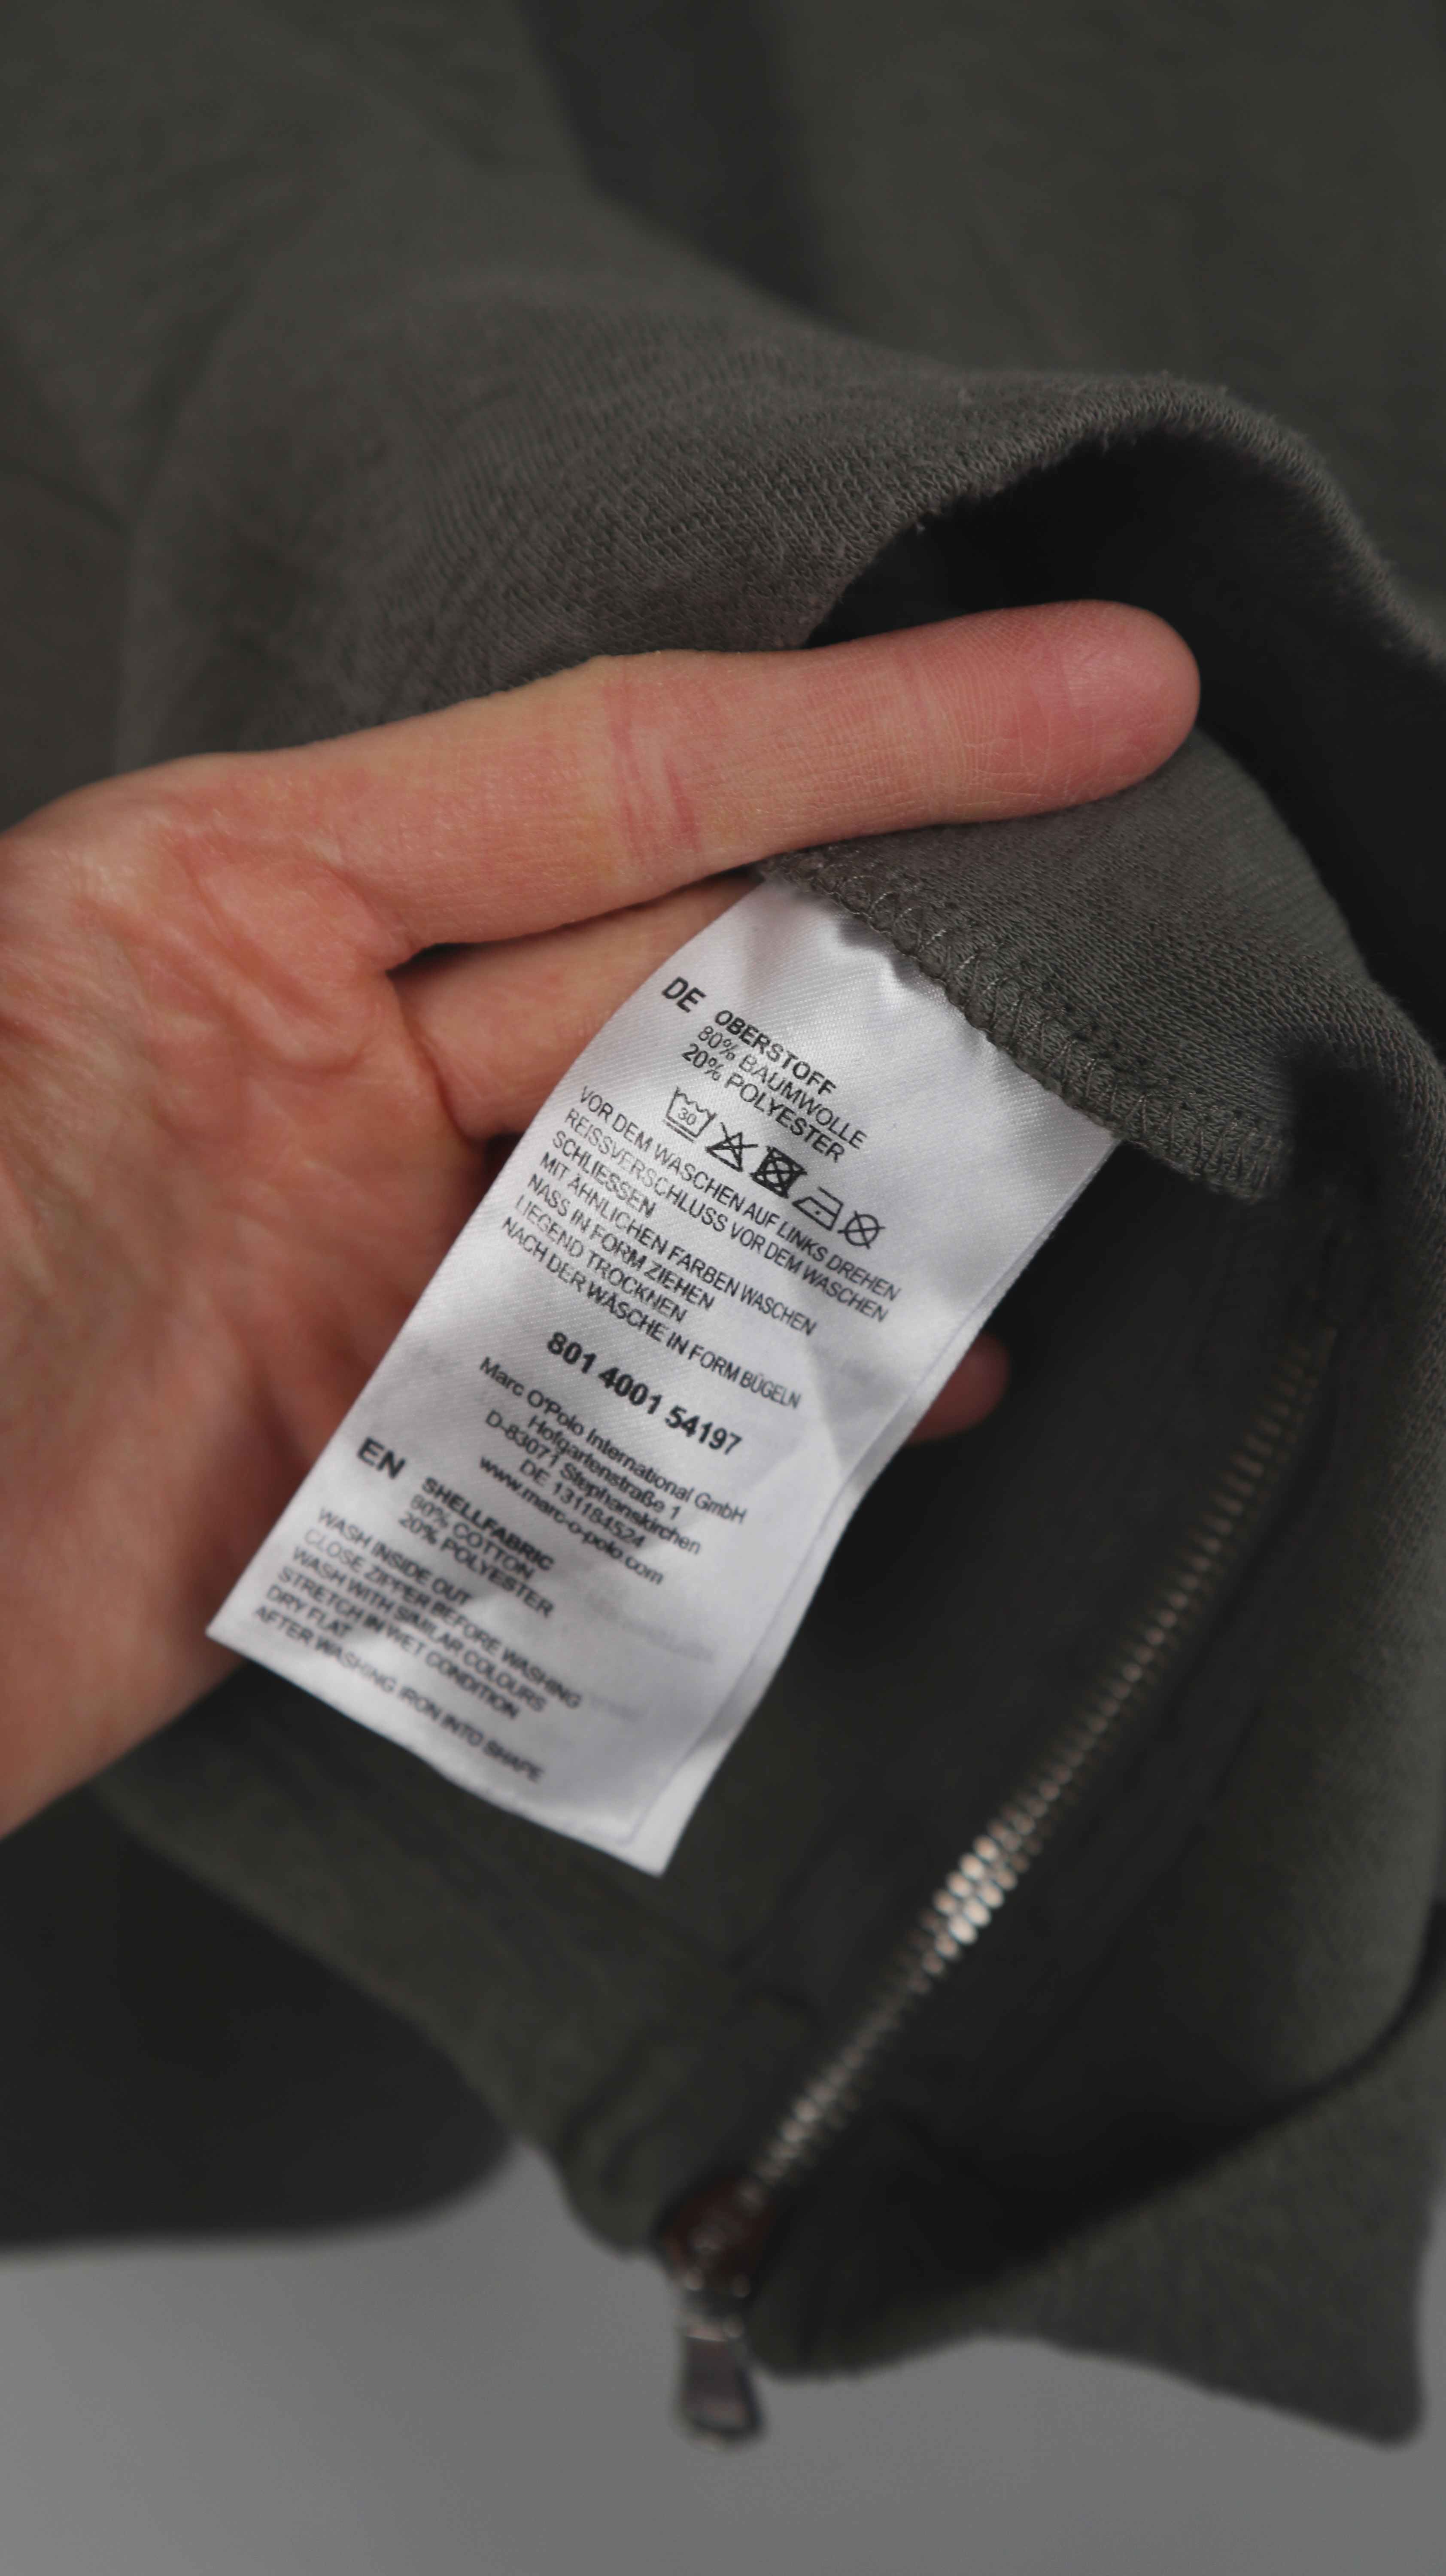 DE OBERSTOFF
80% BAUMWOLLE
20% POLYESTER
30
VOR DEM WASCHEN AUF LINKS DREHEN
REISSVERSCHLUSS VOR DEM WASCHEN
SCHLIESSEN
MIT ÄHNLICHEN FARBEN WASCHEN
NASS IN FORM ZIEHEN
LIEGEND TROCKNEN
NACH DER WÄSCHE IN FORM BÜGELN
801 4001 54197
Marc O'Polo International GmbH
Hofgartenstraße 1
D-83071 Stephanskirchen
DE 131184524
www.marc-o-polo.com
EN SHELLFABRIC
80% COTTON
20% POLYESTER
WASH INSIDE OUT
CLOSE ZIPPER BEFORE WASHING
WASH WITH SIMILAR COLOURS
STRETCH IN WET CONDITION
DRY FLAT
AFTER WASHING IRON INTO SHAPE